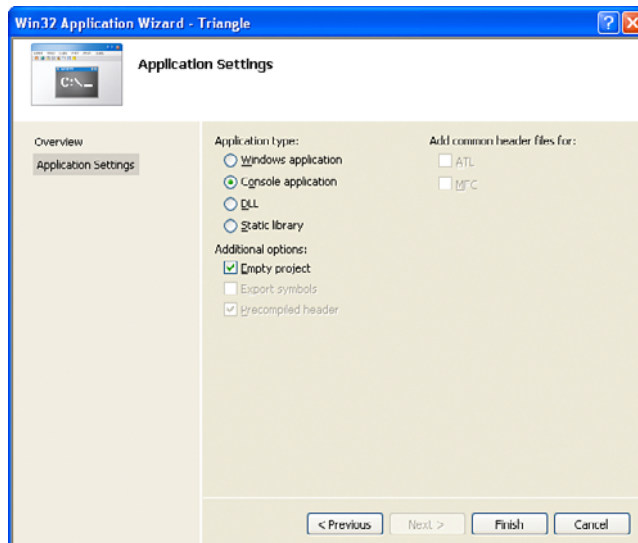 Win32 Application Wizard - Triangle
Application Settings
C:\_
Overview
Application Settings
Application type:
Windows application
Console application
DLL
Static library
Additional options:
Empty project
Export symbols
Precompiled header
Add common header files for:
ATL
MFC
< Previous
Next >
Finish
Cancel